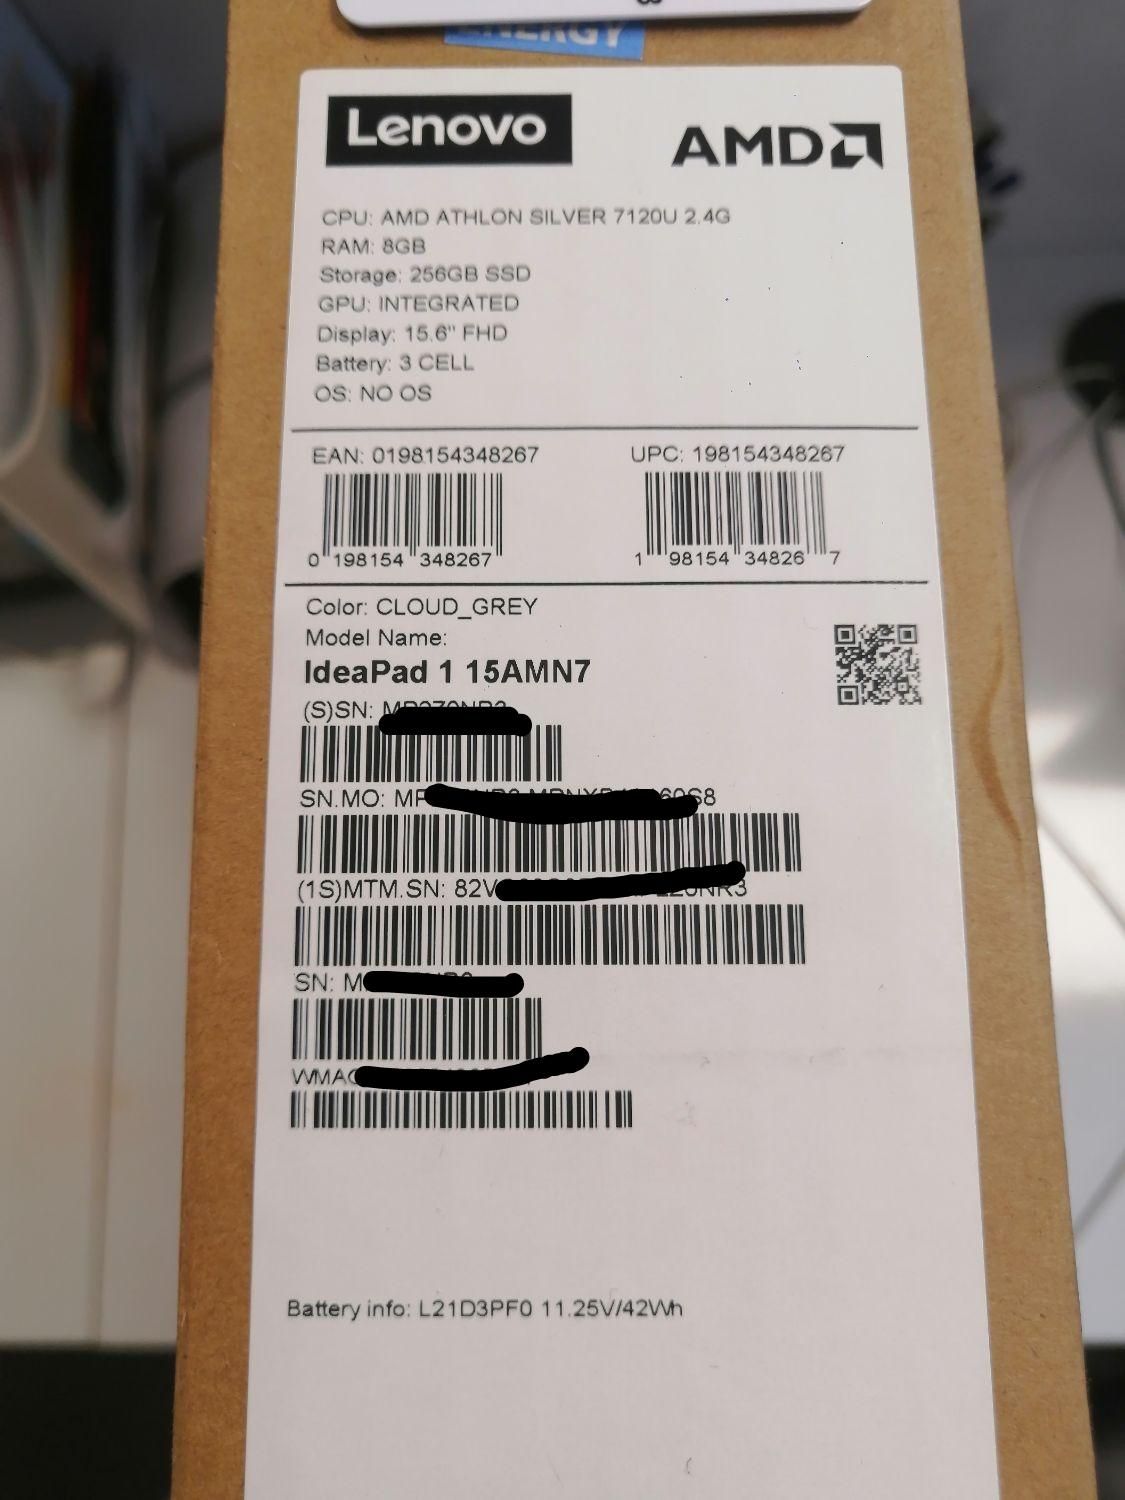 ENERGY
Lenovo
AMD
CPU: AMD ATHLON SILVER 7120U 2.4G
RAM: 8GB
Storage: 256GB SSD
GPU: INTEGRATED
Display: 15.6" FHD
Battery: 3 CELL
OS: NO OS
EAN: 0198154348267
UPC: 198154348267
0 198154 348267
1 98154 34826 7
Color: CLOUD_GREY
Model Name:
IdeaPad 1 15AMN7
(S)SN:
SN.MO:
(1S)MTM.SN:
SN:
Battery info: L21D3PF0 11.25V/42Wh